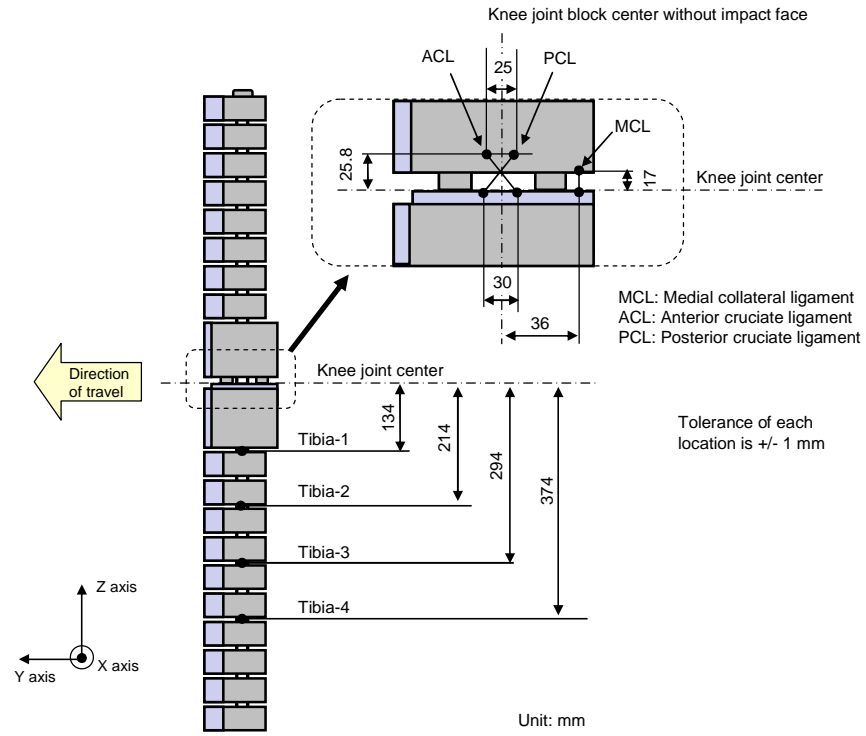 Knee joint block center without impact face
ACL
25
PCL
MCL
25.8
17
Knee joint center
30
36
MCL: Medial collateral ligament
ACL: Anterior cruciate ligament
PCL: Posterior cruciate ligament
Direction
of travel
Knee joint center
134
214
294
374
Tolerance of each
location is +/- 1 mm
Tibia-1
Tibia-2
Tibia-3
Tibia-4
Z axis
Y axis
X axis
Unit: mm